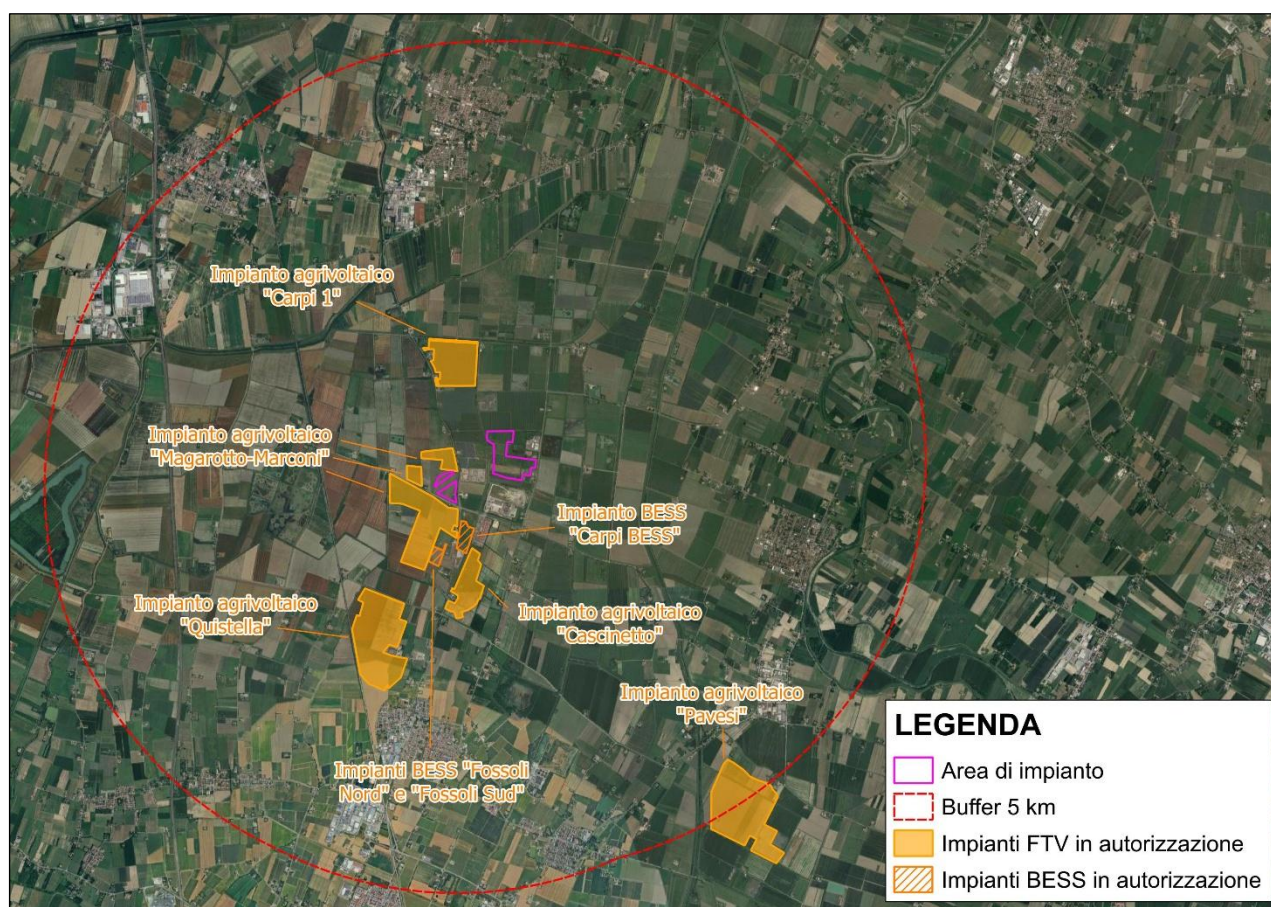 Impianto agrivoltaico
"Carpi 1"
Impianto agrivoltaico
"Magarotto-Marconi"
Impianto BESS
"Carpi BESS"
Impianto agrivoltaico
"Quistella"
Impianto agrivoltaico
"Cascinetto"
Impianto agrivoltaico
"Pavesi"
Impianti BESS "Fossoli
Nord" e "Fossoli Sud"
LEGENDA
Area di impianto
Buffer 5 km
Impianti FTV in autorizzazione
Impianti BESS in autorizzazione